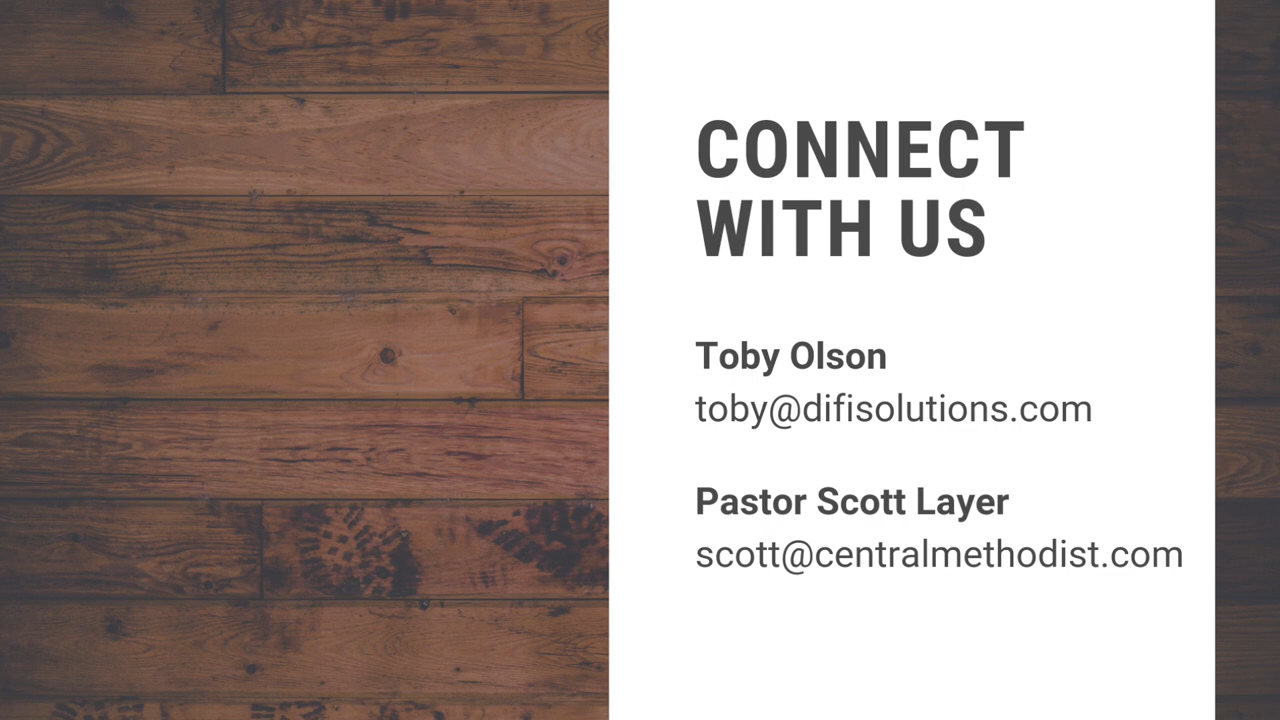 CONNECT
WITH US
Toby Olson
toby@difisolutions.com
Pastor Scott Layer
scott@centralmethodist.com